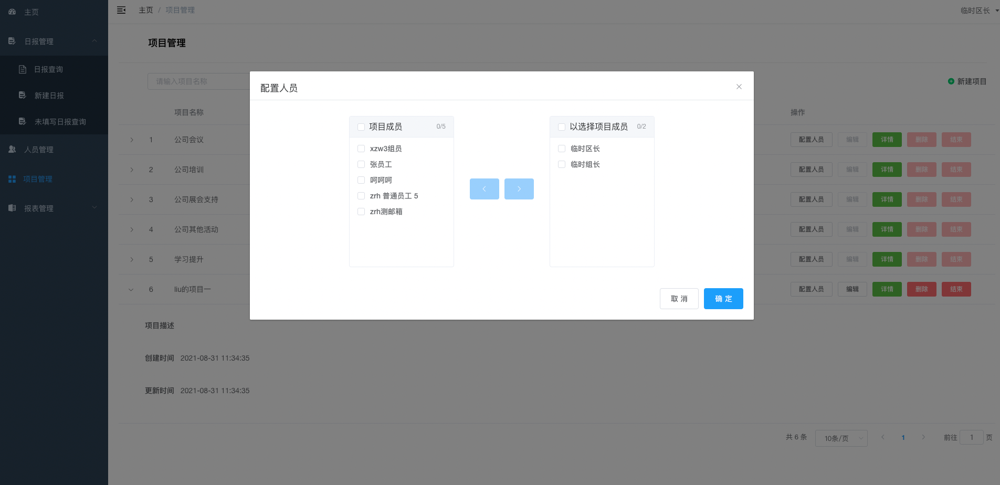 主页
日报管理
日报查询
新建日报
未填写日报查询
人员管理
项目管理
报表管理
主页 / 项目管理
临时区长
项目管理
请输入项目名称
新建项目
项目名称
操作
1 公司会议 配置人员 编辑 详情 删除 结束
2 公司培训 配置人员 编辑 详情 删除 结束
3 公司展会支持 配置人员 编辑 详情 删除 结束
4 公司其他活动 配置人员 编辑 详情 删除 结束
5 学习提升 配置人员 编辑 详情 删除 结束
6 liu的项目一 配置人员 编辑 详情 删除 结束
项目描述
创建时间 2021-08-31 11:34:35
更新时间 2021-08-31 11:34:35
共 6 条 10条/页 1 前往 1 页
配置人员
项目成员 0/5
xzw3组员
张员工
呵呵呵
zrh 普通员工 5
zrh测邮箱
以选择项目成员 0/2
临时区长
临时组长
取 消
确 定